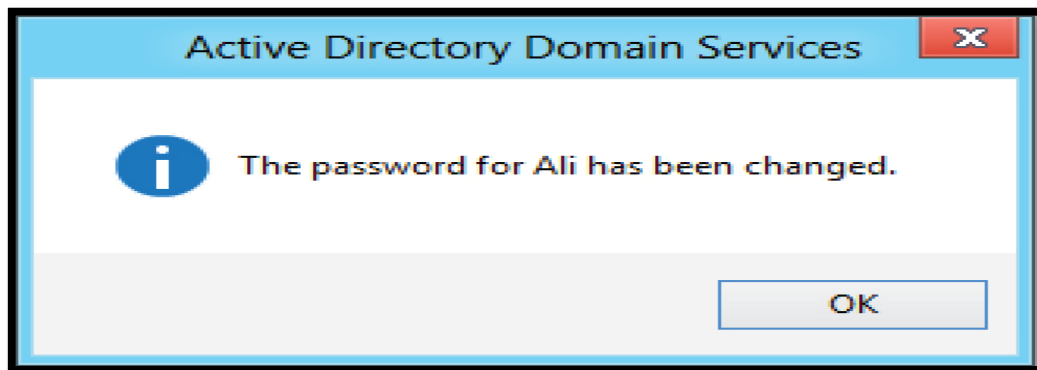 Active Directory Domain Services
The password for Ali has been changed.
OK